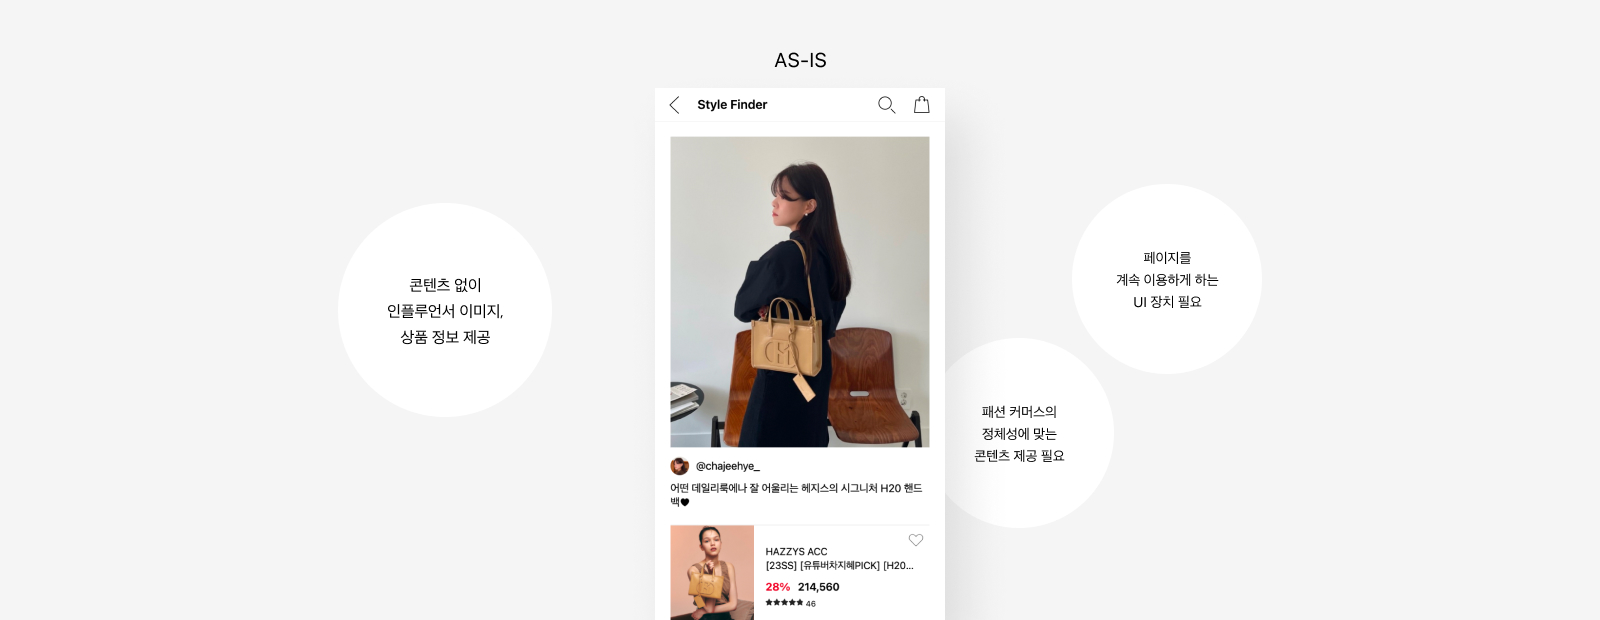 AS-IS
Style Finder
콘텐츠 없이
인플루언서 이미지,
상품 정보 제공
페이지를
계속 이용하게 하는
UI 장치 필요
패션 커머스의
정체성에 맞는
콘텐츠 제공 필요
@chajeehye_
어떤 데일리룩에나 잘 어울리는 헤지스의 시그니처 H20 핸드
백🖤
HAZZYS ACC
[23SS] [유튜버차지혜PICK] [H20...
28% 214,560
★★★★★ 46